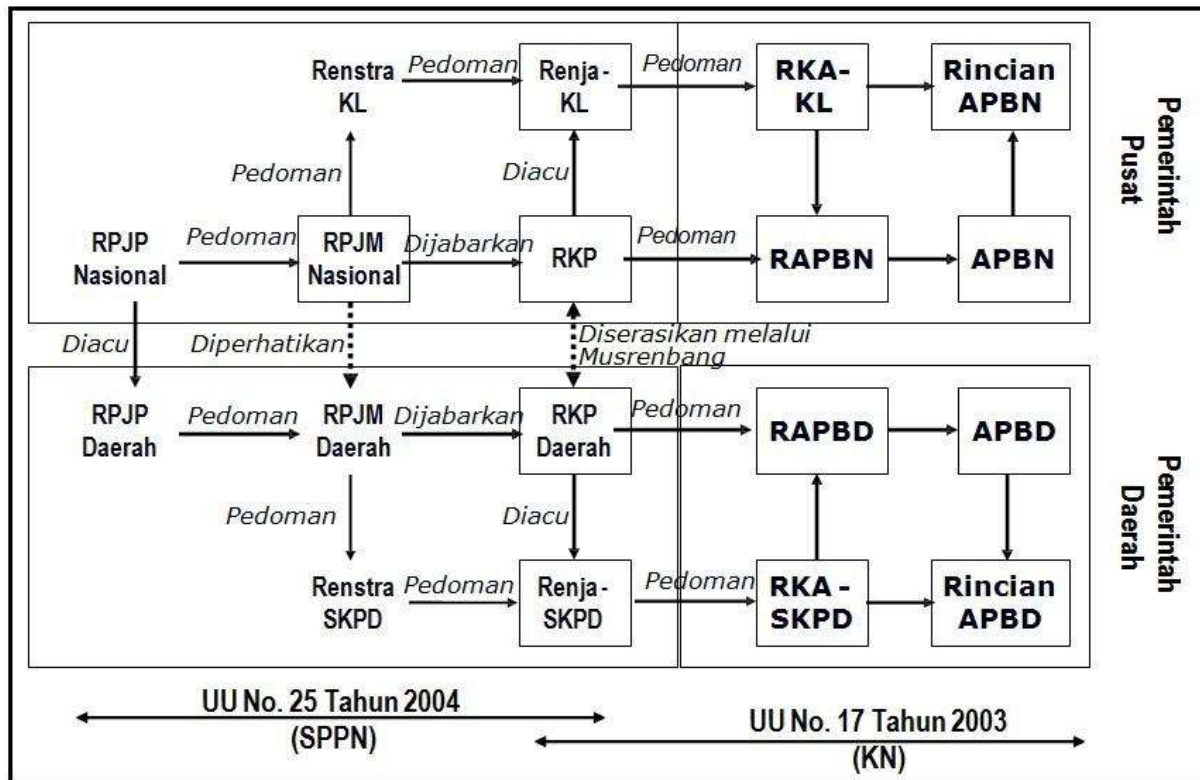 Renstra
KL
Pedoman
Renja-
KL
Pedoman
RKA-
KL
Rincian
APBN
Pemerintah
Pusat
Pedoman
Diacu
RPJP
Nasional
Pedoman
RPJM
Nasional
Dijabarkan
RKP
Pedoman
RAPBN
APBN
Diacu
Diperhatikan
Diserasikan melalui
Musrenbang
RPJP
Daerah
Pedoman
RPJM
Daerah
Dijabarkan
RKP
Daerah
Pedoman
RAPBD
APBD
Pemerintah
Daerah
Pedoman
Diacu
Renstra
SKPD
Pedoman
Renja-
SKPD
Pedoman
RKA -
SKPD
Rincian
APBD
UU No. 25 Tahun 2004
(SPPN)
UU No. 17 Tahun 2003
(KN)